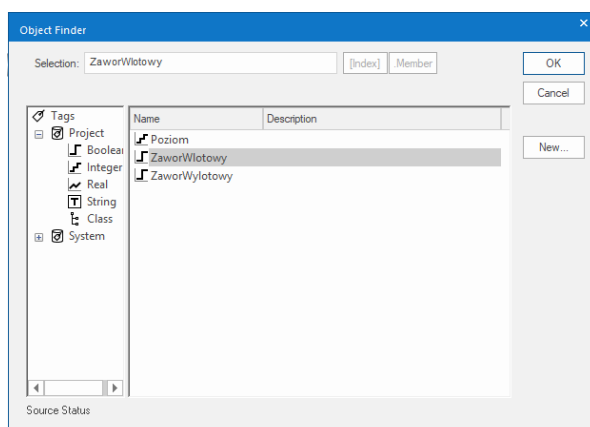 Object Finder
Selection: ZaworWlotowy [Index] .Member OK
Cancel
New...
Tags
Project
Boolean
Integer
Real
String
Class
System
Name Description
Poziom
ZaworWlotowy
ZaworWylotowy
Source Status